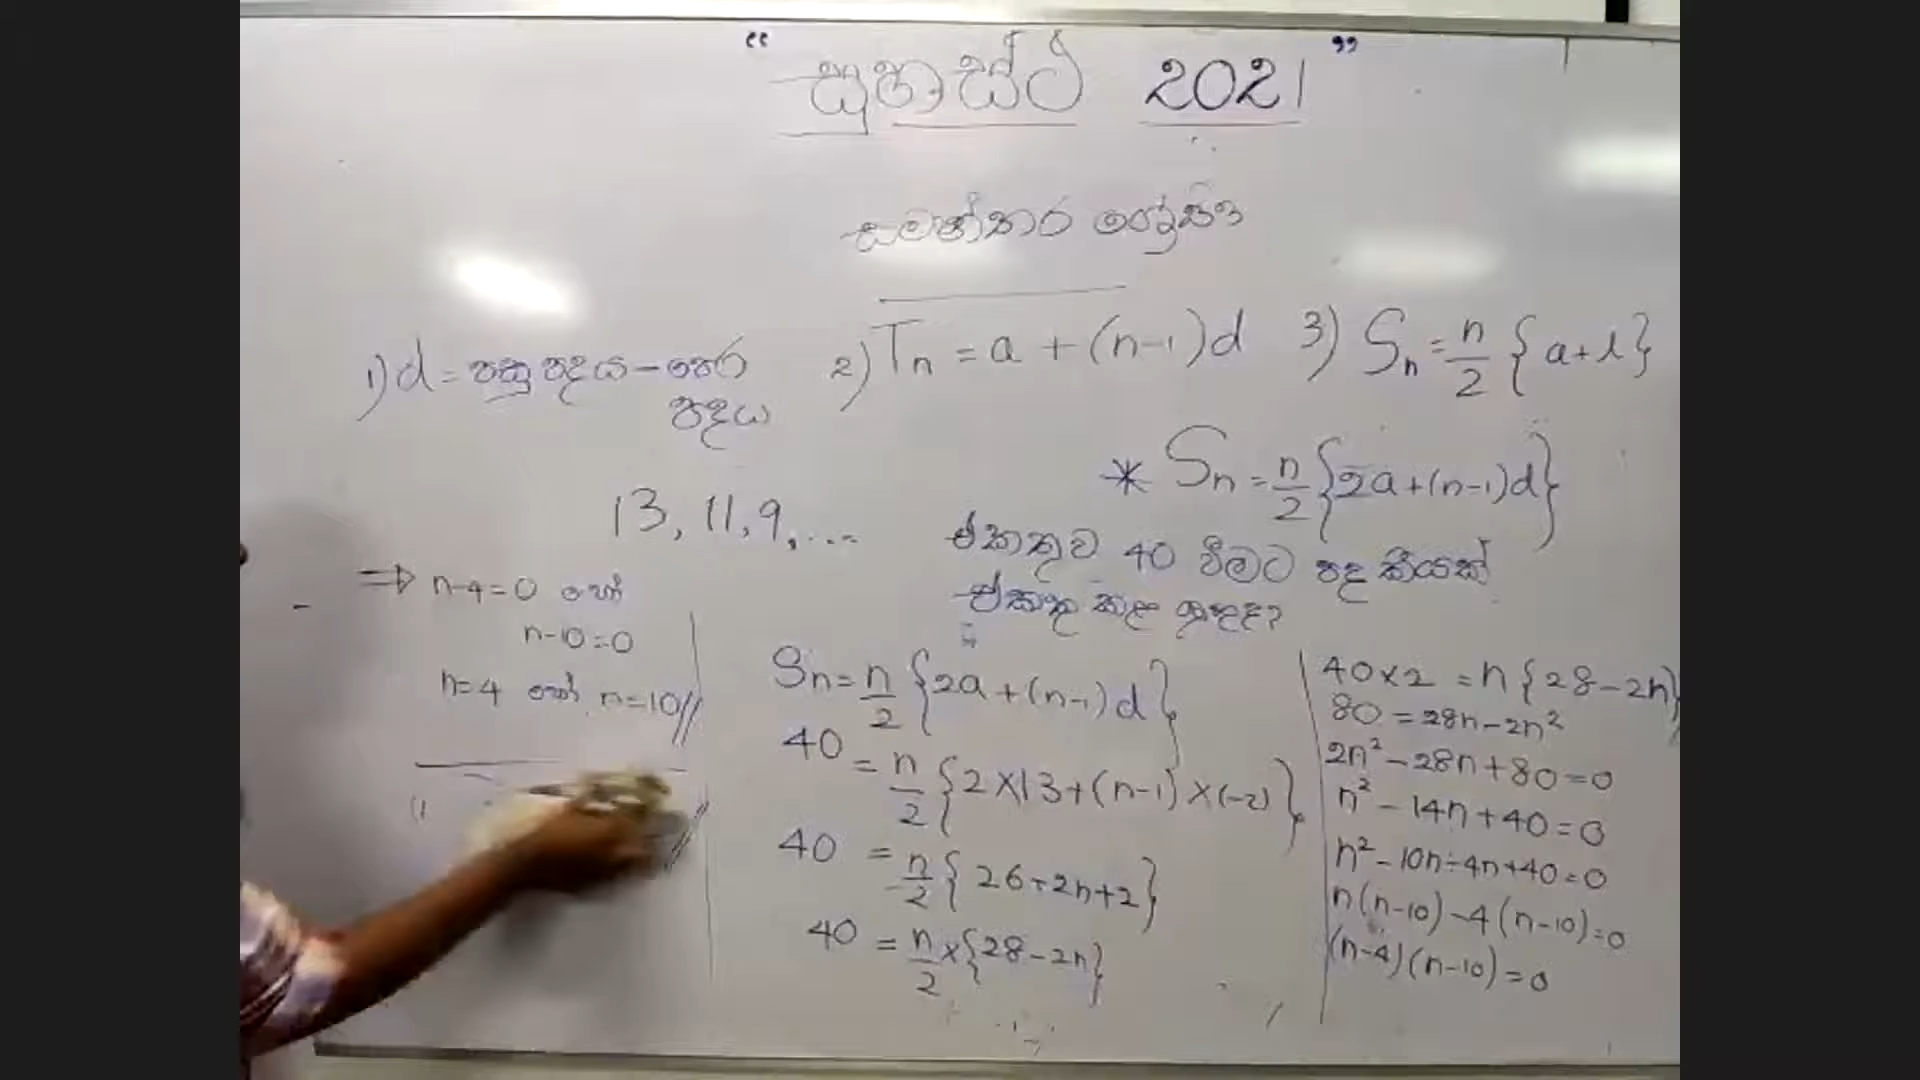 “ සුභාස්ට් 2021 ”
සමාන්තර ශ්‍රේඪි
1) d = පසු පදය – පෙර පදය
2) Tn = a + (n-1)d
3) Sn = n/2 {a+l}
* Sn = n/2 {2a+(n-1)d}
13, 11, 9, ...
එකතුව 40 වීමට පද කීයක්
එකතු කළ යුතුද?
Sn = n/2 {2a+(n-1)d}
40 = n/2 {2×13+(n-1)×(-2)}
40 = n/2 {26-2n+2}
40 = n/2 × {28-2n}
40×2 = n{28-2n}
80 = 28n-2n²
2n²-28n+80=0
n²-14n+40=0
n²-10n-4n+40=0
n(n-10)-4(n-10)=0
(n-4)(n-10)=0
⇒ n-4=0 හෝ
n-10=0
n=4 හෝ n=10//